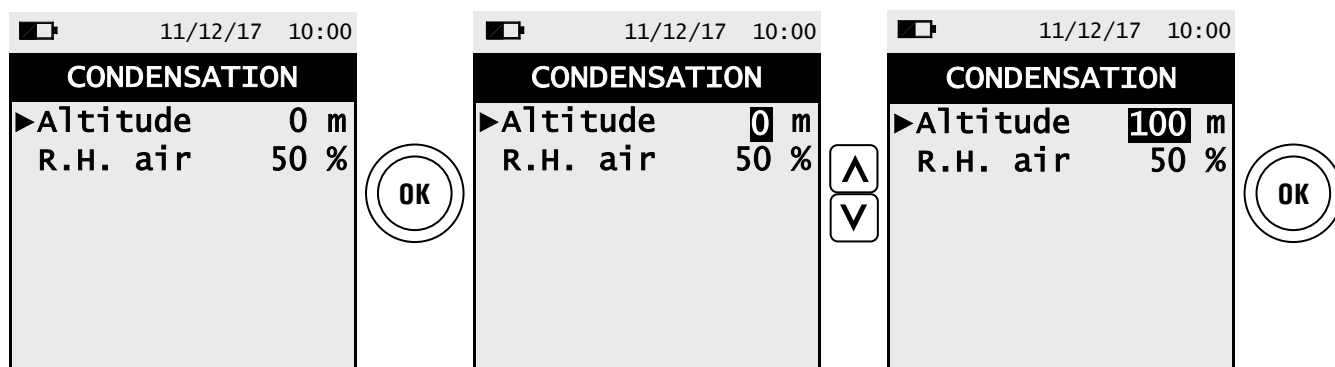 11/12/17 10:00
CONDENSATION
►Altitude 0 m
R.H. air 50 %
OK
11/12/17 10:00
CONDENSATION
►Altitude 0 m
R.H. air 50 %
11/12/17 10:00
CONDENSATION
►Altitude 100 m
R.H. air 50 %
OK